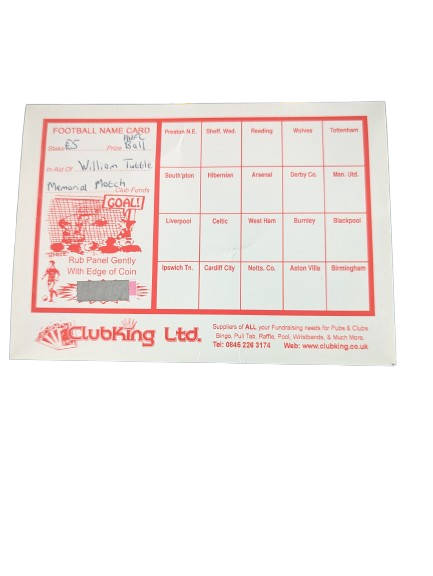 FOOTBALL NAME CARD
Stake £5 Prize NUFC Ball
In Aid Of William Tubble
Memorial Match Club Funds
GOAL!
Rub Panel Gently
With Edge of Coin
Preston N.E. Sheff. Wed. Reading Wolves Tottenham
South'pton Hibernian Arsenal Derby Co. Man. Utd.
Liverpool Celtic West Ham Burnley Blackpool
Ipswich Tn. Cardiff City Notts. Co. Aston Ville Birmingham
ClubKing Ltd.
Suppliers of ALL your Fundraising needs for Pubs & Clubs
Bingo, Pull Tab, Raffle, Pool, Wristbands, & Much More.
Tel: 0845 226 3174 Web: www.clubking.co.uk